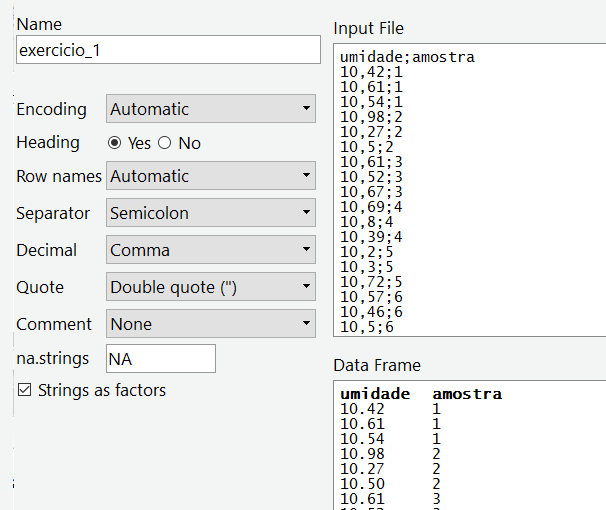 Name
exercicio_1
Encoding Automatic
Heading Yes No
Row names Automatic
Separator Semicolon
Decimal Comma
Quote Double quote (")
Comment None
na.strings NA
Strings as factors
Input File
umidade;amostra
10,42;1
10,61;1
10,54;1
10,98;2
10,27;2
10,5;2
10,61;3
10,52;3
10,67;3
10,69;4
10,8;4
10,39;4
10,2;5
10,3;5
10,72;5
10,57;6
10,46;6
10,5;6
Data Frame
umidade amostra
10.42 1
10.61 1
10.54 1
10.98 2
10.27 2
10.50 2
10.61 3